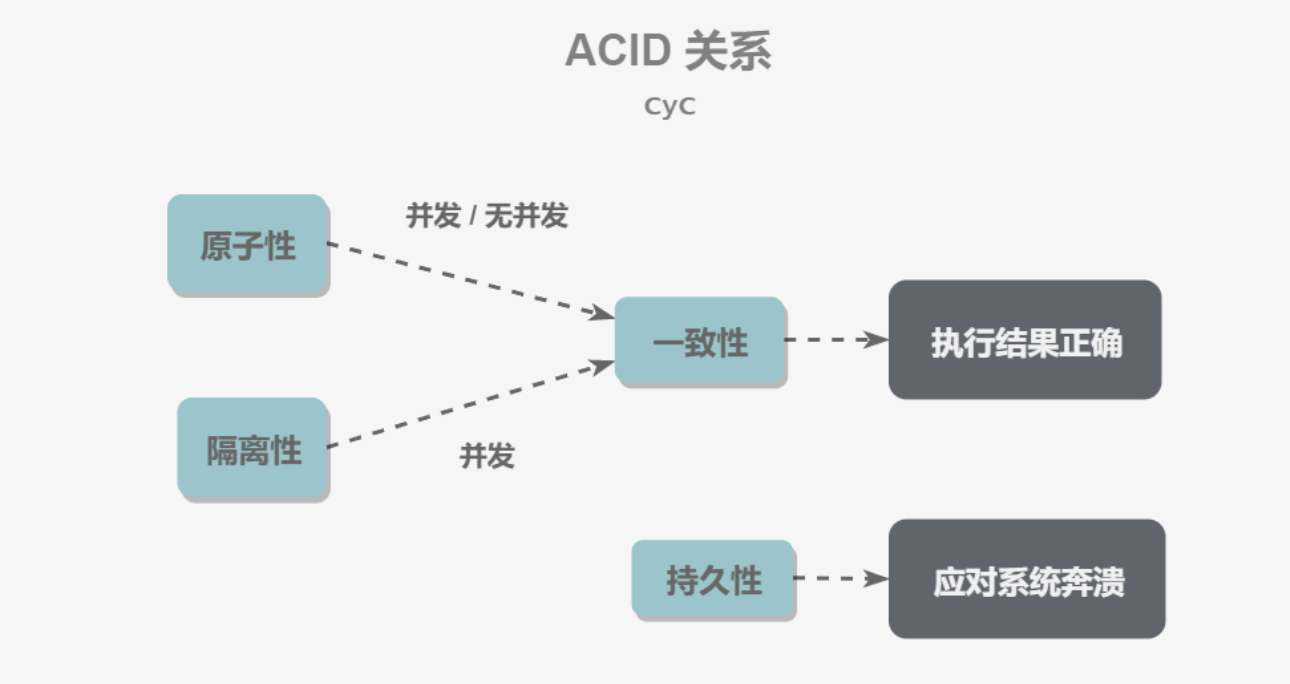 ACID 关系
CyC
并发 / 无并发
原子性
一致性
执行结果正确
隔离性
并发
持久性
应对系统奔溃